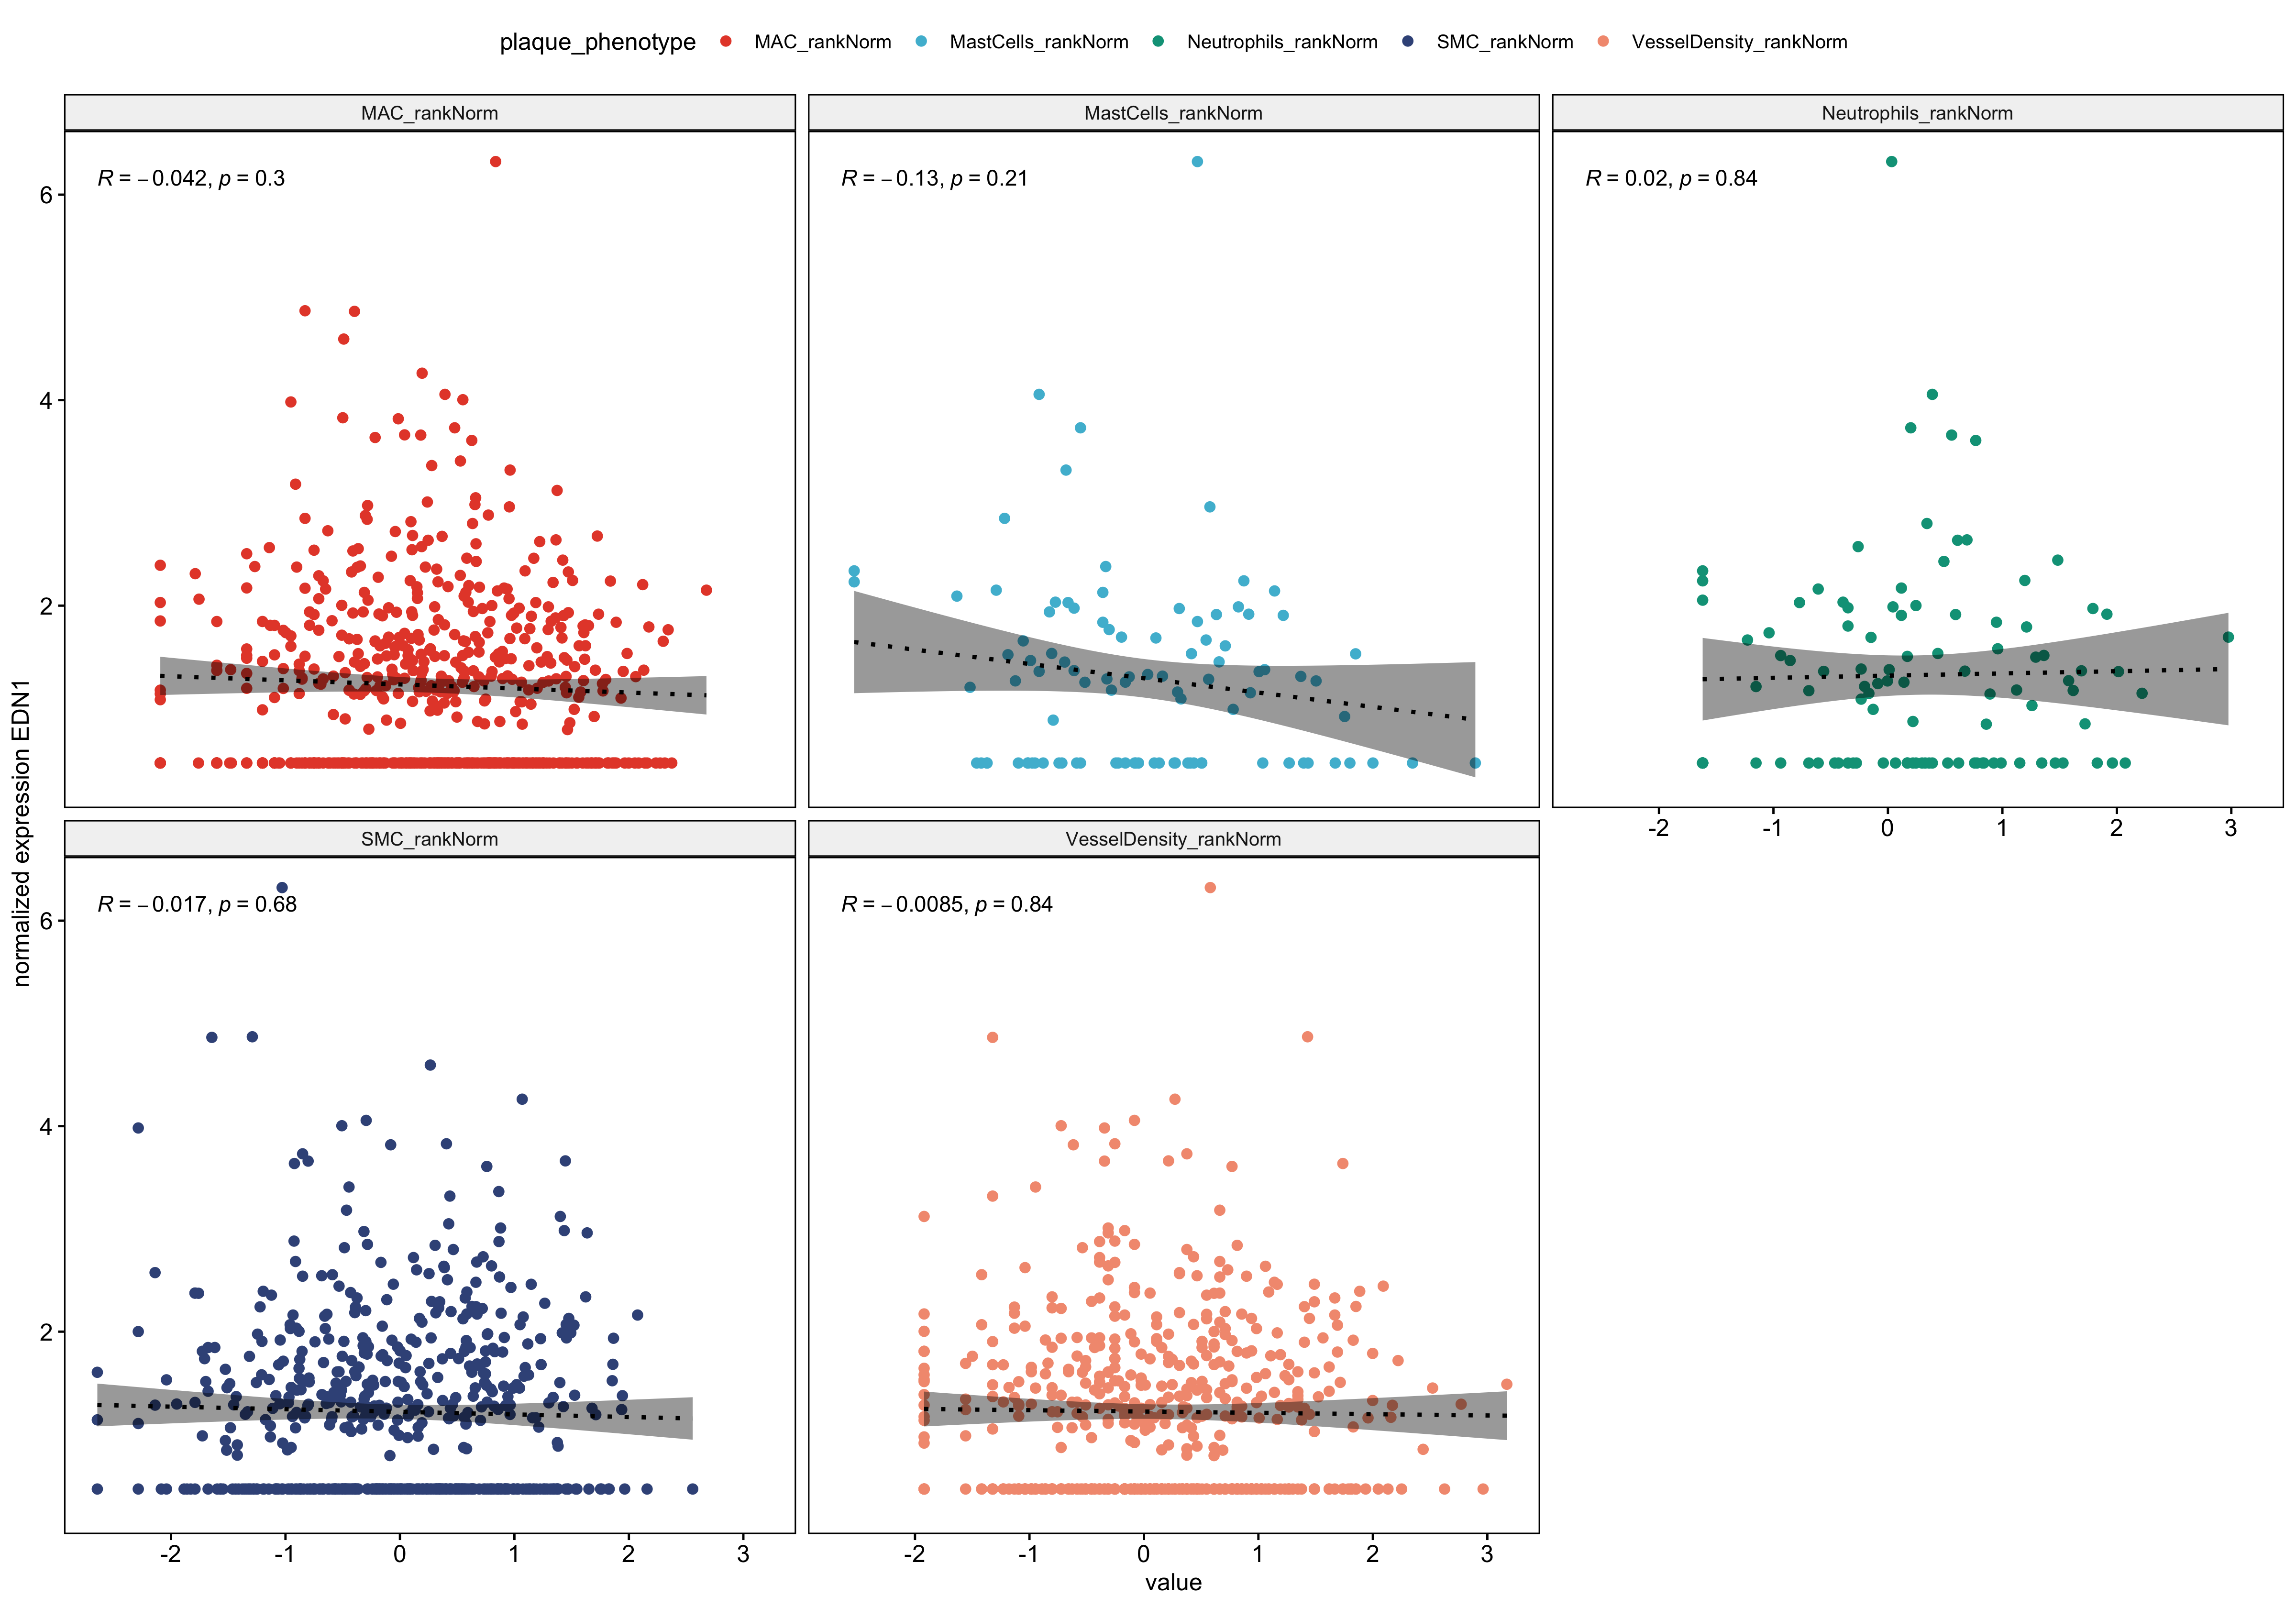 plaque_phenotype MAC_rankNorm MastCells_rankNorm Neutrophils_rankNorm SMC_rankNorm VesselDensity_rankNorm
MAC_rankNorm
R = −0.042, p = 0.3
MastCells_rankNorm
R = −0.13, p = 0.21
Neutrophils_rankNorm
R = 0.02, p = 0.84
6
4
2
-2 -1 0 1 2 3
SMC_rankNorm
R = −0.017, p = 0.68
VesselDensity_rankNorm
R = −0.0085, p = 0.84
6
4
2
-2 -1 0 1 2 3
-2 -1 0 1 2 3
normalized expression EDN1
value